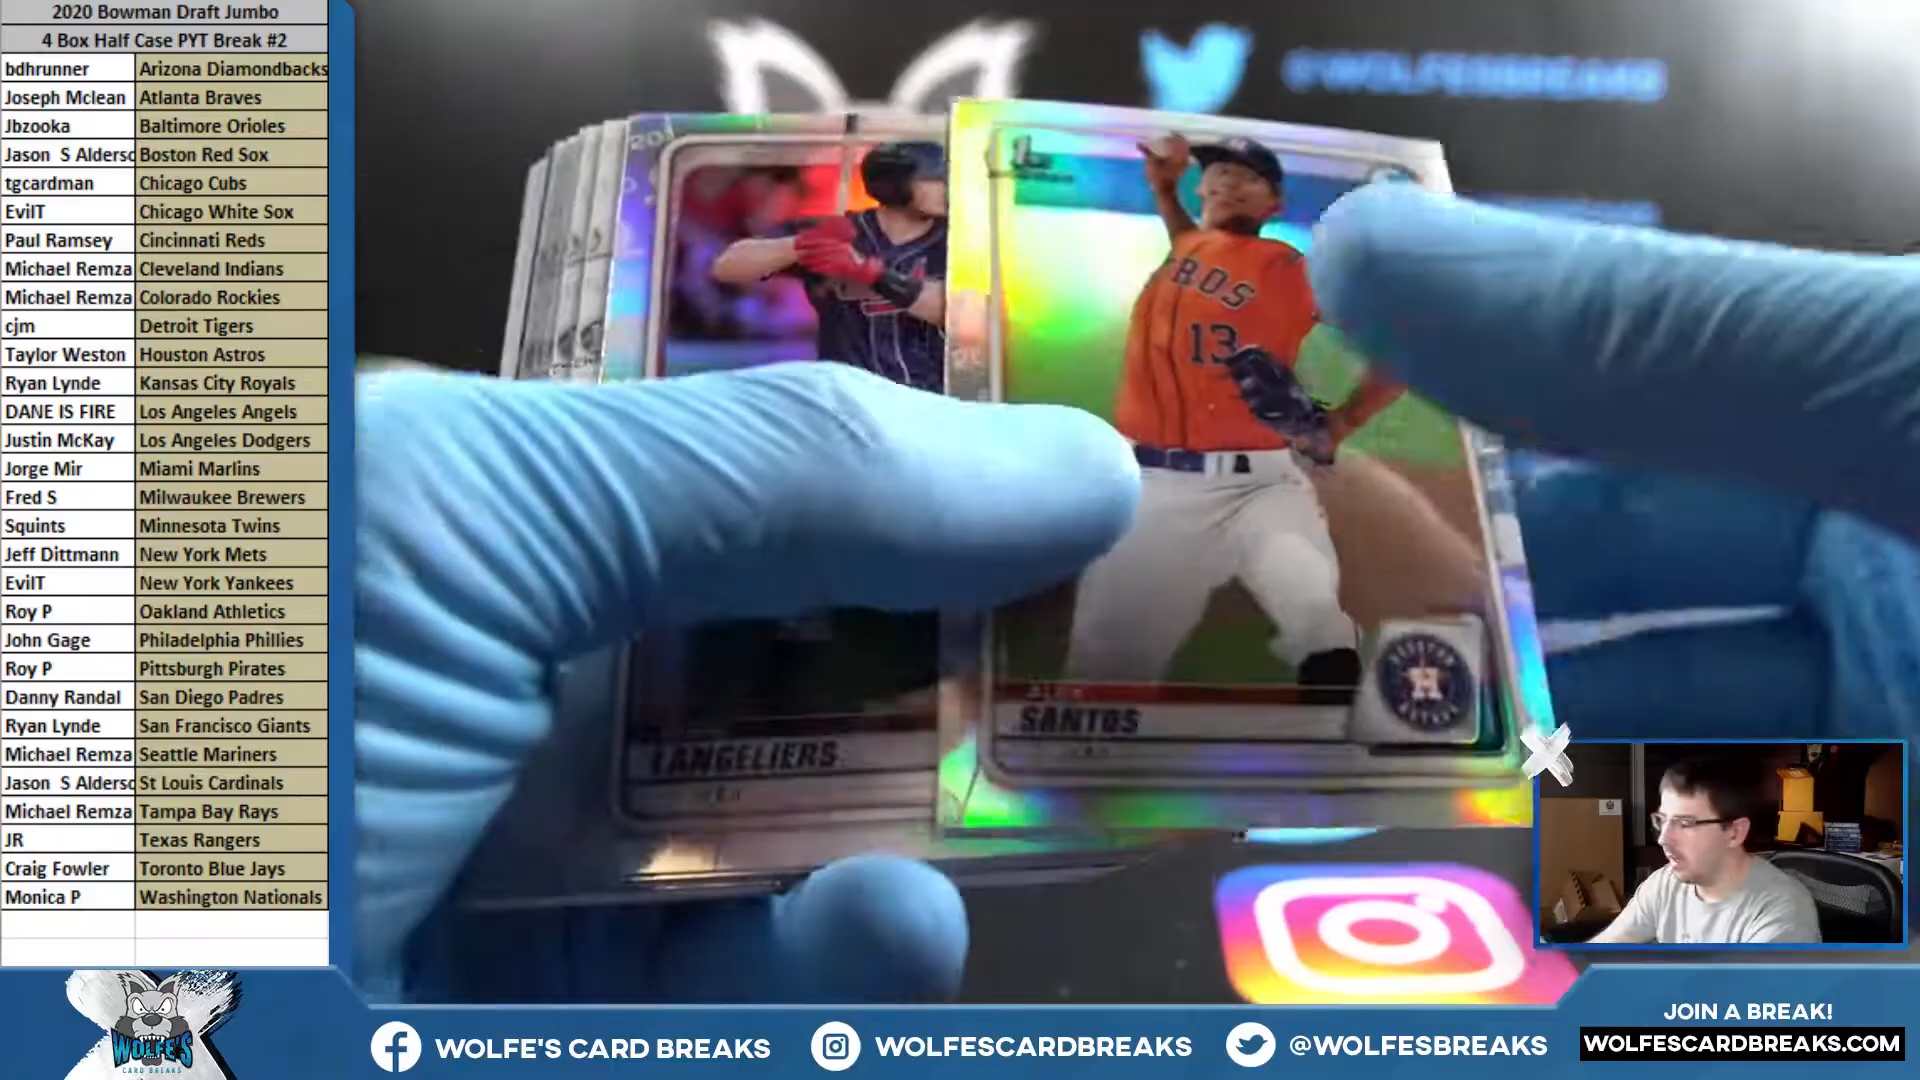 2020 Bowman Draft Jumbo
4 Box Half Case PYT Break #2
bdhrunner Arizona Diamondbacks
Joseph Mclean Atlanta Braves
Jbzooka Baltimore Orioles
Jason S Alderso Boston Red Sox
tgcardman Chicago Cubs
EvilT Chicago White Sox
Paul Ramsey Cincinnati Reds
Michael Remza Cleveland Indians
Michael Remza Colorado Rockies
cjm Detroit Tigers
Taylor Weston Houston Astros
Ryan Lynde Kansas City Royals
DANE IS FIRE Los Angeles Angels
Justin McKay Los Angeles Dodgers
Jorge Mir Miami Marlins
Fred S Milwaukee Brewers
Squints Minnesota Twins
Jeff Dittmann New York Mets
EvilT New York Yankees
Roy P Oakland Athletics
John Gage Philadelphia Phillies
Roy P Pittsburgh Pirates
Danny Randal San Diego Padres
Ryan Lynde San Francisco Giants
Michael Remza Seattle Mariners
Jason S Alderso St Louis Cardinals
Michael Remza Tampa Bay Rays
JR Texas Rangers
Craig Fowler Toronto Blue Jays
Monica P Washington Nationals
@WOLFESBREAKS
ROS
13
SANTOS
LANGELIERS
WOLFE'S
CARD BREAKS
WOLFE'S CARD BREAKS
WOLFESCARDBREAKS
@WOLFESBREAKS
JOIN A BREAK!
WOLFESCARDBREAKS.COM